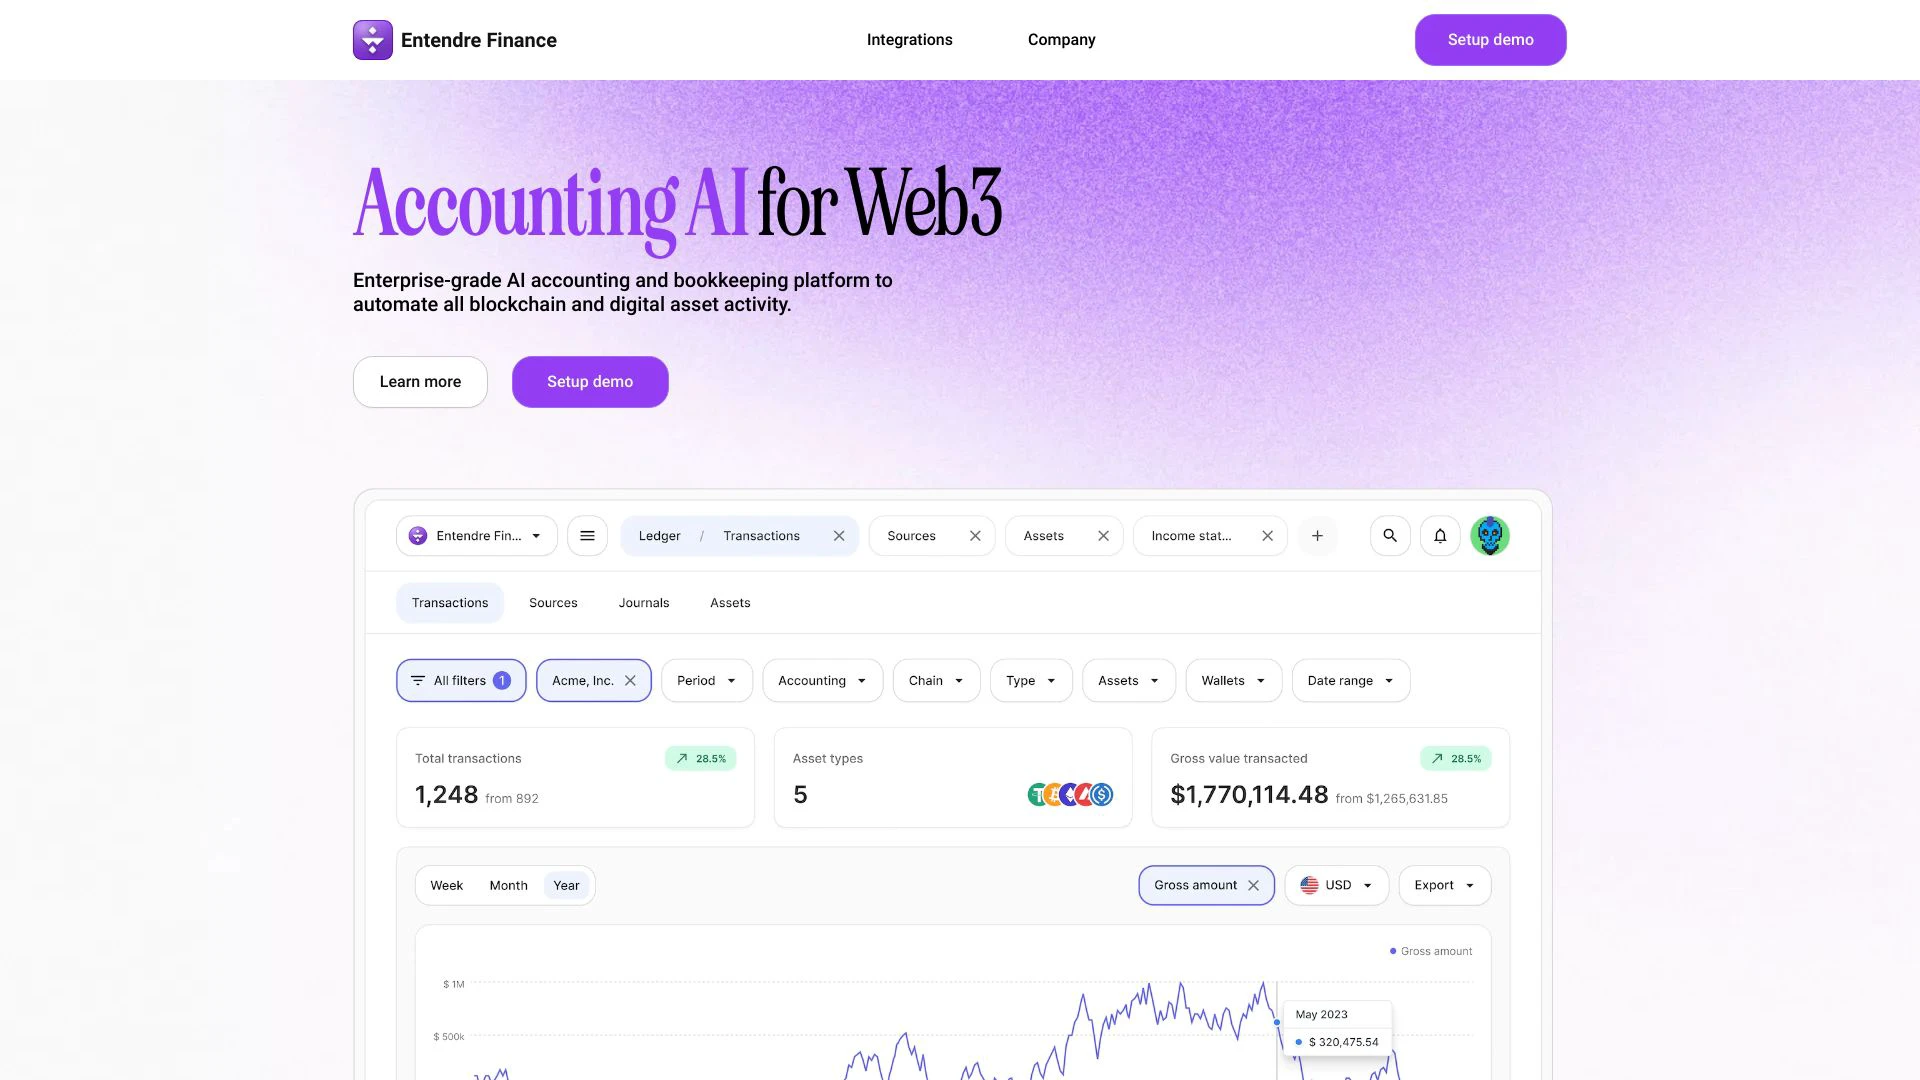 Entendre Finance
Integrations
Company
Setup demo
Accounting AI for Web3
Enterprise-grade AI accounting and bookkeeping platform to
automate all blockchain and digital asset activity.
Learn more
Setup demo
Entendre Fin...
Ledger / Transactions
Sources
Assets
Income stat...
Transactions
Sources
Journals
Assets
All filters 1
Acme, Inc.
Period
Accounting
Chain
Type
Assets
Wallets
Date range
Total transactions
28.5%
1,248 from 892
Asset types
5
Gross value transacted
28.5%
$1,770,114.48 from $1,265,631.85
Week
Month
Year
Gross amount
USD
Export
Gross amount
$ 1M
$ 500k
May 2023
$ 320,475.54